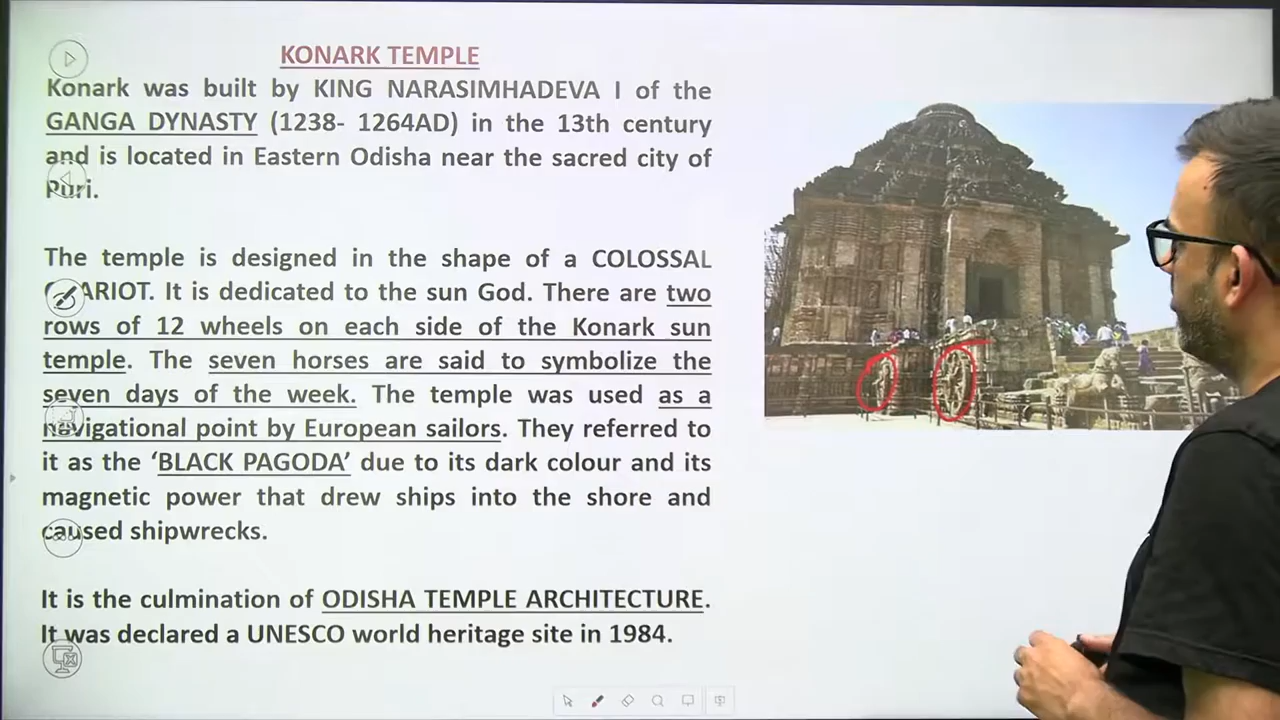 KONARK TEMPLE
Konark was built by KING NARASIMHADEVA I of the
GANGA DYNASTY (1238- 1264AD) in the 13th century
and is located in Eastern Odisha near the sacred city of
Puri.
The temple is designed in the shape of a COLOSSAL
CHARIOT. It is dedicated to the sun God. There are two
rows of 12 wheels on each side of the Konark sun
temple. The seven horses are said to symbolize the
seven days of the week. The temple was used as a
navigational point by European sailors. They referred to
it as the ‘BLACK PAGODA’ due to its dark colour and its
magnetic power that drew ships into the shore and
caused shipwrecks.
It is the culmination of ODISHA TEMPLE ARCHITECTURE.
It was declared a UNESCO world heritage site in 1984.